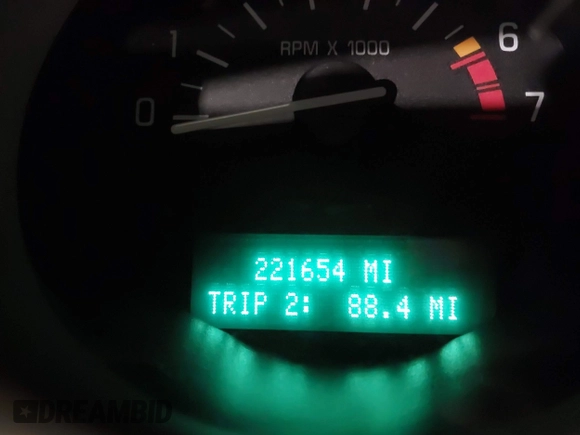 1
RPM X 1000
6
0
7
221654 MI
TRIP 2: 88.4 MI
DREAMBID